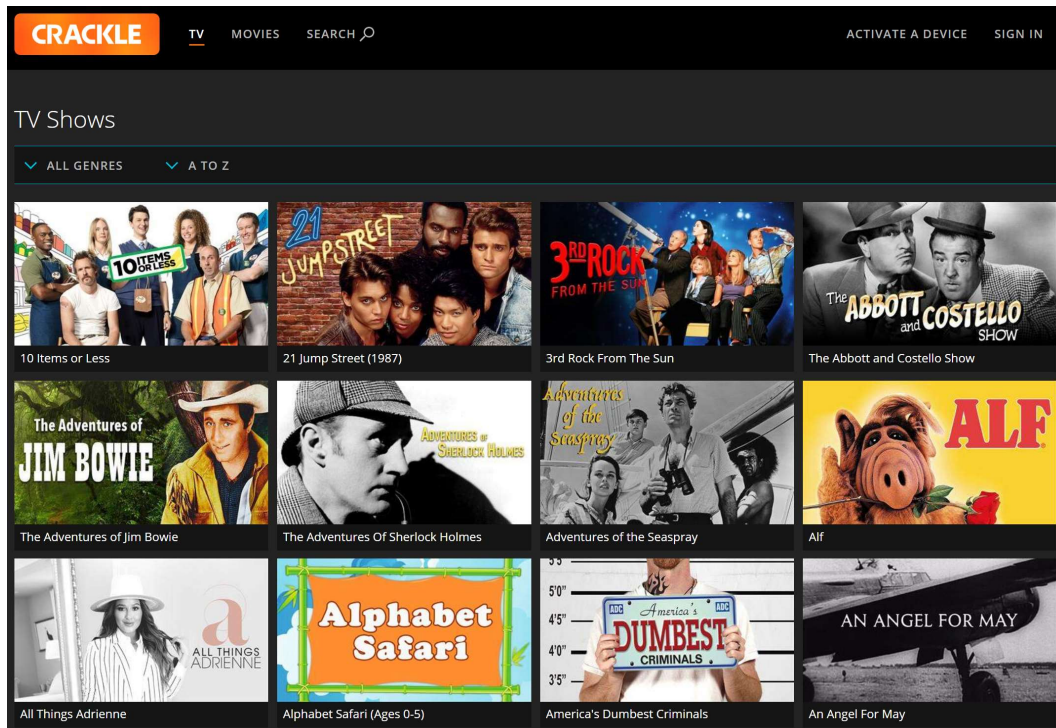 CRACKLE
TV MOVIES SEARCH
ACTIVATE A DEVICE SIGN IN
TV Shows
ALL GENRES A TO Z
10 ITEMS
OR LESS
21
JUMP STREET
3RD ROCK
FROM THE SUN
The
ABBOTT
and COSTELLO
SHOW
10 Items or Less
21 Jump Street (1987)
3rd Rock From The Sun
The Abbott and Costello Show
The Adventures of
JIM BOWIE
ADVENTURES OF
SHERLOCK HOLMES
Adventures
of the
Seaspray
ALF
The Adventures of Jim Bowie
The Adventures Of Sherlock Holmes
Adventures of the Seaspray
Alf
a
ALL THINGS
ADRIENNE
Alphabet
Safari
5'5"
5'0"
4'5"
4'0"
3'5"
ADC America's ADC
DUMBEST
CRIMINALS
AN ANGEL FOR MAY
All Things Adrienne
Alphabet Safari (Ages 0-5)
America's Dumbest Criminals
An Angel For May